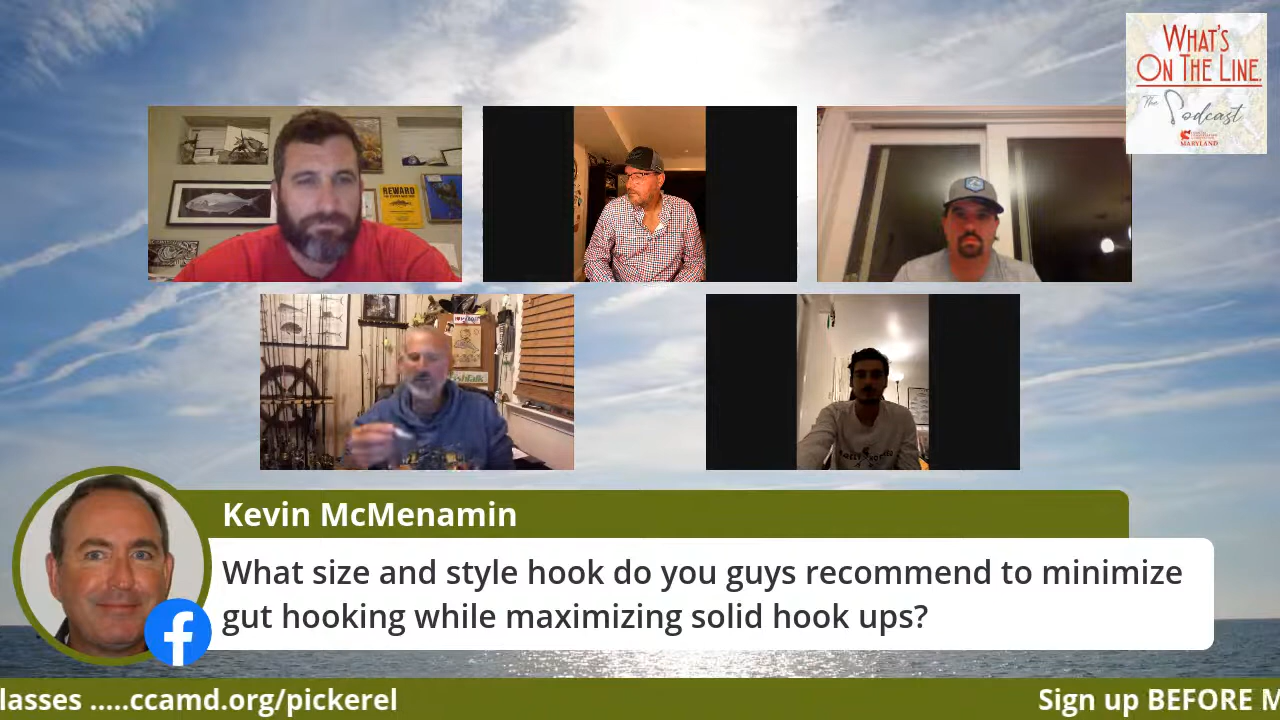 WHAT'S
ON THE LINE.
The Podcast
MARYLAND
REWARD
Kevin McMenamin
What size and style hook do you guys recommend to minimize
gut hooking while maximizing solid hook ups?
lasses .....ccamd.org/pickerel
Sign up BEFORE M